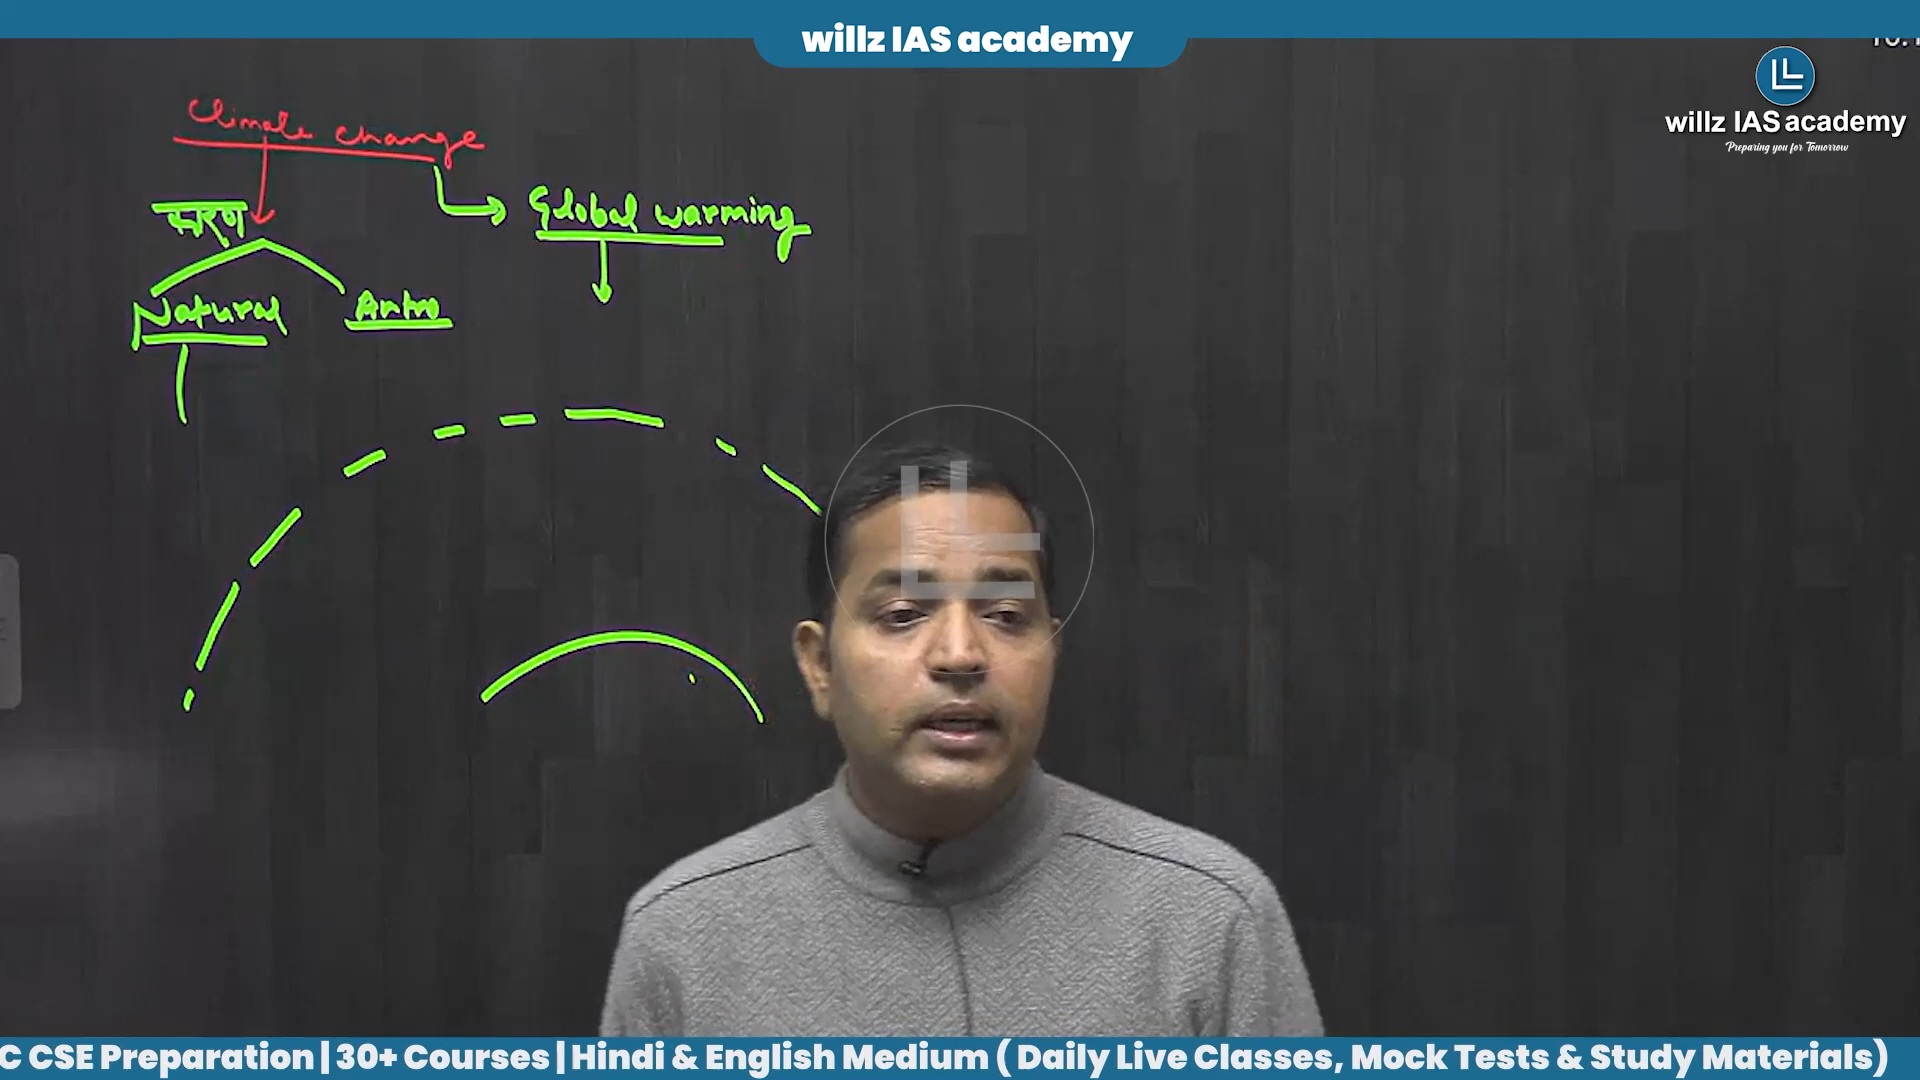 willz IAS academy
willz IAS academy
Preparing you for Tomorrow
Climate change
कारण
Global warming
Natural
Antro
C CSE Preparation | 30+ Courses | Hindi & English Medium ( Daily Live Classes, Mock Tests & Study Materials)